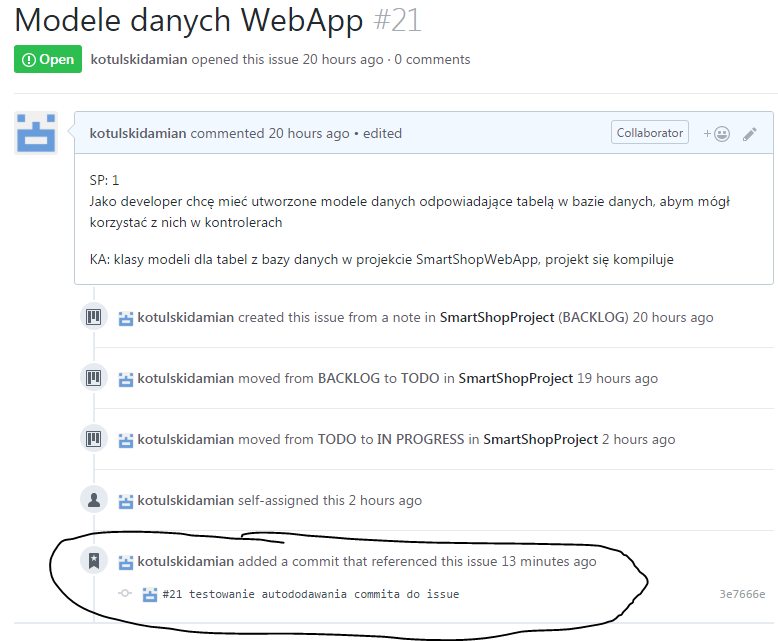 Modele danych WebApp #21
Open kotulskidamian opened this issue 20 hours ago · 0 comments
kotulskidamian commented 20 hours ago • edited Collaborator
SP: 1
Jako developer chcę mieć utworzone modele danych odpowiadające tabelą w bazie danych, abym mógł
korzystać z nich w kontrolerach
KA: klasy modeli dla tabel z bazy danych w projekcie SmartShopWebApp, projekt się kompiluje
kotulskidamian created this issue from a note in SmartShopProject (BACKLOG) 20 hours ago
kotulskidamian moved from BACKLOG to TODO in SmartShopProject 19 hours ago
kotulskidamian moved from TODO to IN PROGRESS in SmartShopProject 2 hours ago
kotulskidamian self-assigned this 2 hours ago
kotulskidamian added a commit that referenced this issue 13 minutes ago
#21 testowanie autododawania commita do issue 3e7666e